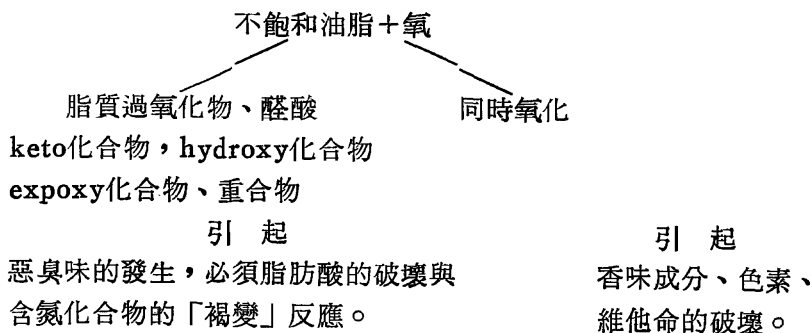 不飽和油脂＋氧
脂質過氧化物、醛酸
同時氧化
keto化合物，hydroxy化合物
expoxy化合物、重合物
引 起
惡臭味的發生，必須脂肪酸的破壞與
含氮化合物的「褐變」反應。
引 起
香味成分、色素、
維他命的破壞。